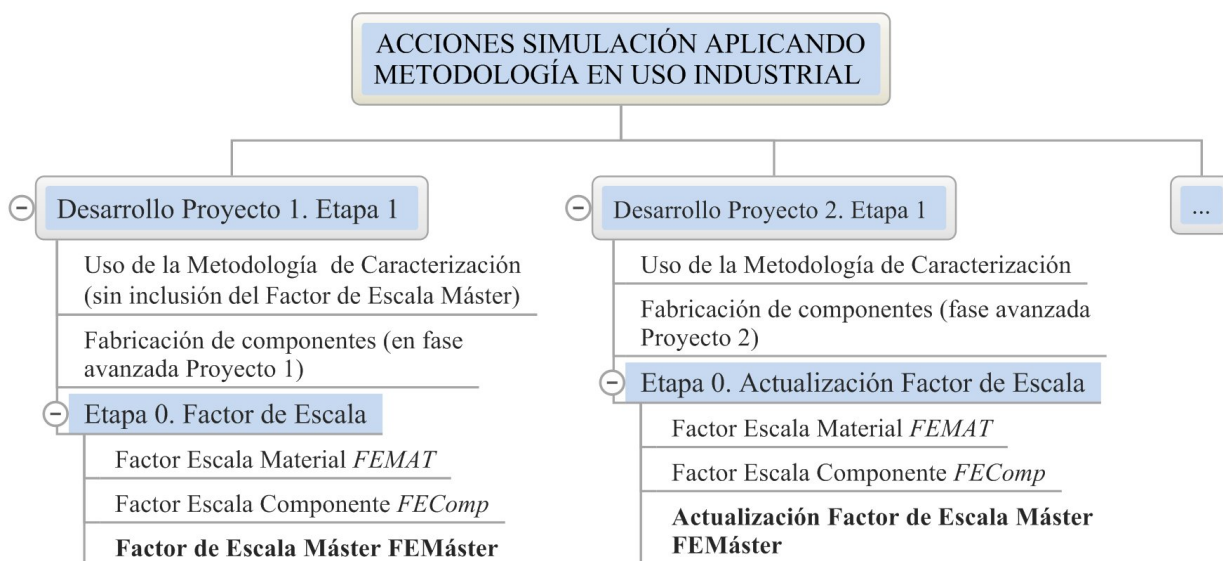 ACCIONES SIMULACIÓN APLICANDO
METODOLOGÍA EN USO INDUSTRIAL
Desarrollo Proyecto 1. Etapa 1
Uso de la Metodología de Caracterización
(sin inclusión del Factor de Escala Máster)
Fabricación de componentes (en fase
avanzada Proyecto 1)
Etapa 0. Factor de Escala
Factor Escala Material FEMAT
Factor Escala Componente FEComp
Factor de Escala Máster FEMáster
Desarrollo Proyecto 2. Etapa 1
Uso de la Metodología de Caracterización
Fabricación de componentes (fase avanzada
Proyecto 2)
Etapa 0. Actualización Factor de Escala
Factor Escala Material FEMAT
Factor Escala Componente FEComp
Actualización Factor de Escala Máster
FEMáster
...